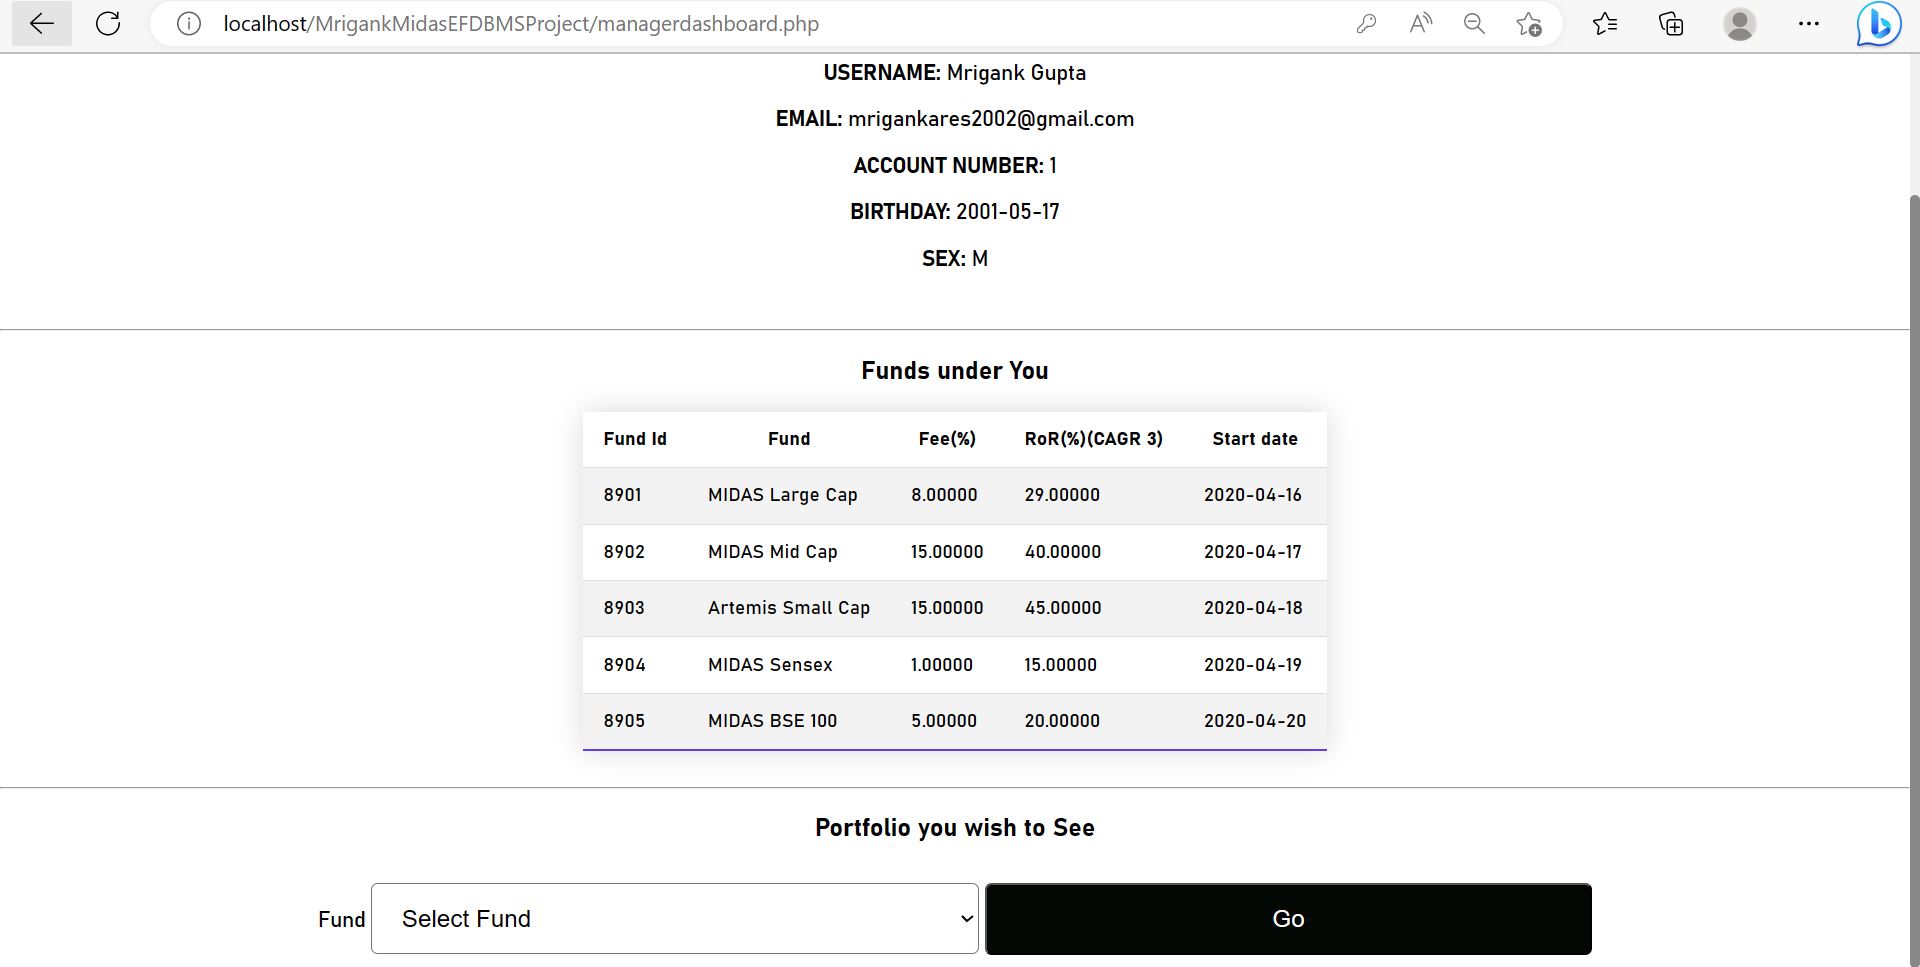 localhost/MrigankMidasEFDBMSProject/managerdashboard.php
USERNAME: Mrigank Gupta
EMAIL: mrigankares2002@gmail.com
ACCOUNT NUMBER: 1
BIRTHDAY: 2001-05-17
SEX: M
Funds under You
Fund Id Fund Fee(%) RoR(%)(CAGR 3) Start date
8901 MIDAS Large Cap 8.00000 29.00000 2020-04-16
8902 MIDAS Mid Cap 15.00000 40.00000 2020-04-17
8903 Artemis Small Cap 15.00000 45.00000 2020-04-18
8904 MIDAS Sensex 1.00000 15.00000 2020-04-19
8905 MIDAS BSE 100 5.00000 20.00000 2020-04-20
Portfolio you wish to See
Fund Select Fund Go